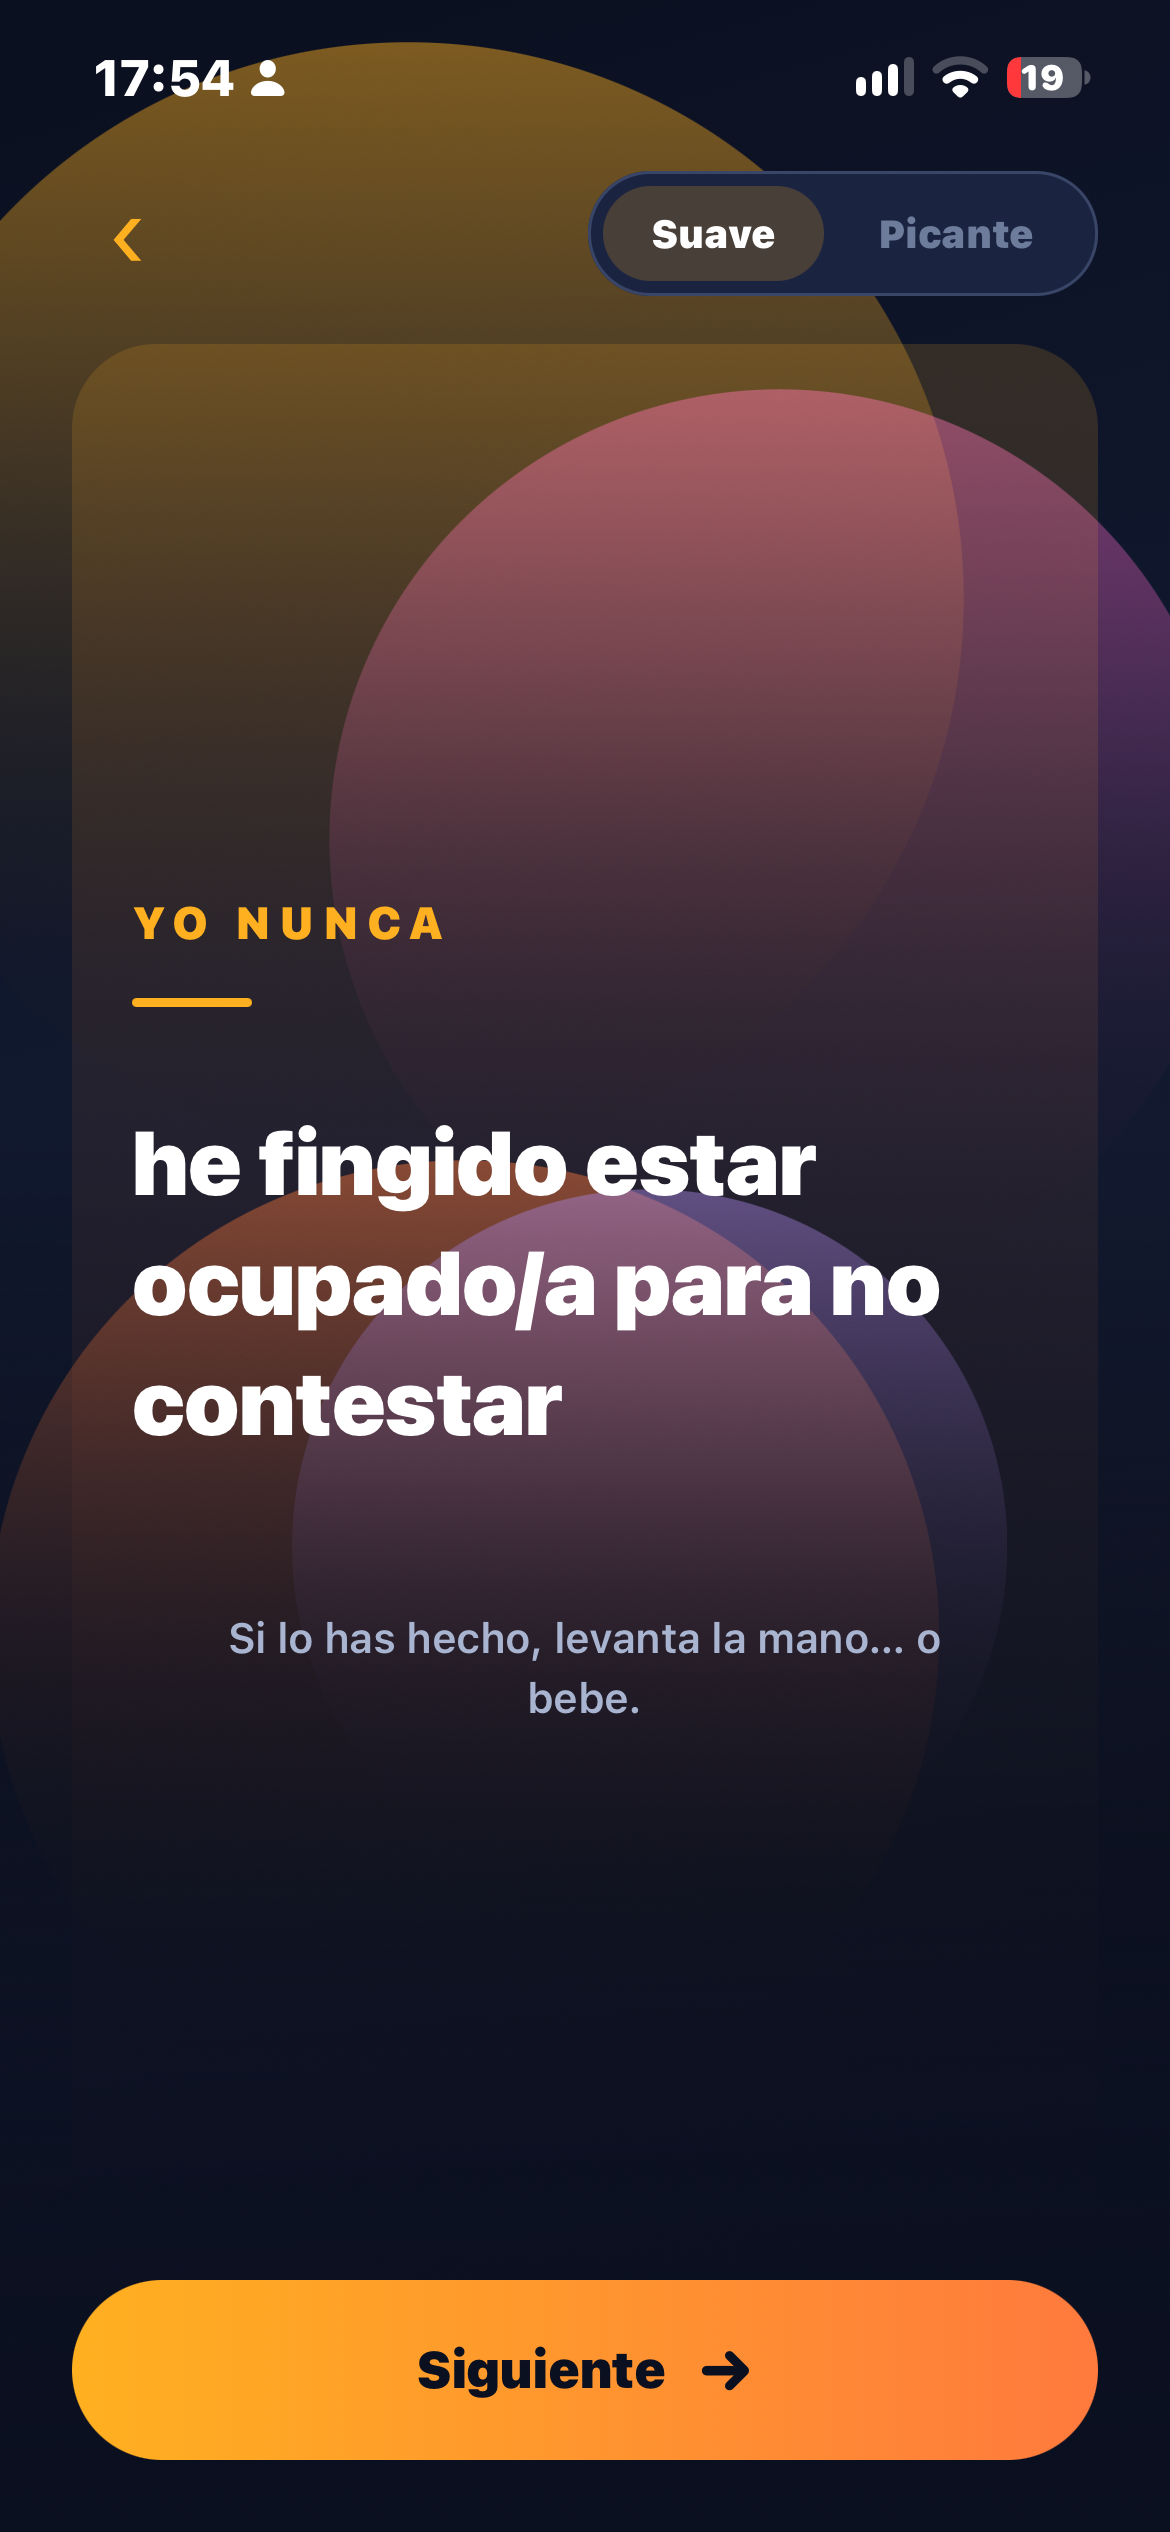 17:54
19
Suave Picante
YO NUNCA
he fingido estar
ocupado/a para no
contestar
Si lo has hecho, levanta la mano... o
bebe.
Siguiente →